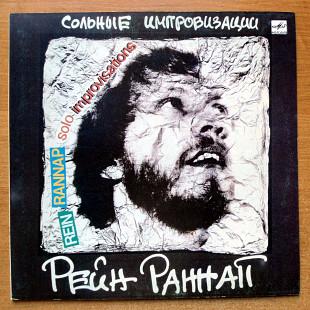 СОЛЬНЫЕ ИМПРОВИЗАЦИИ
REIN RANNAP solo improvisations
РЕЙН РАННАП